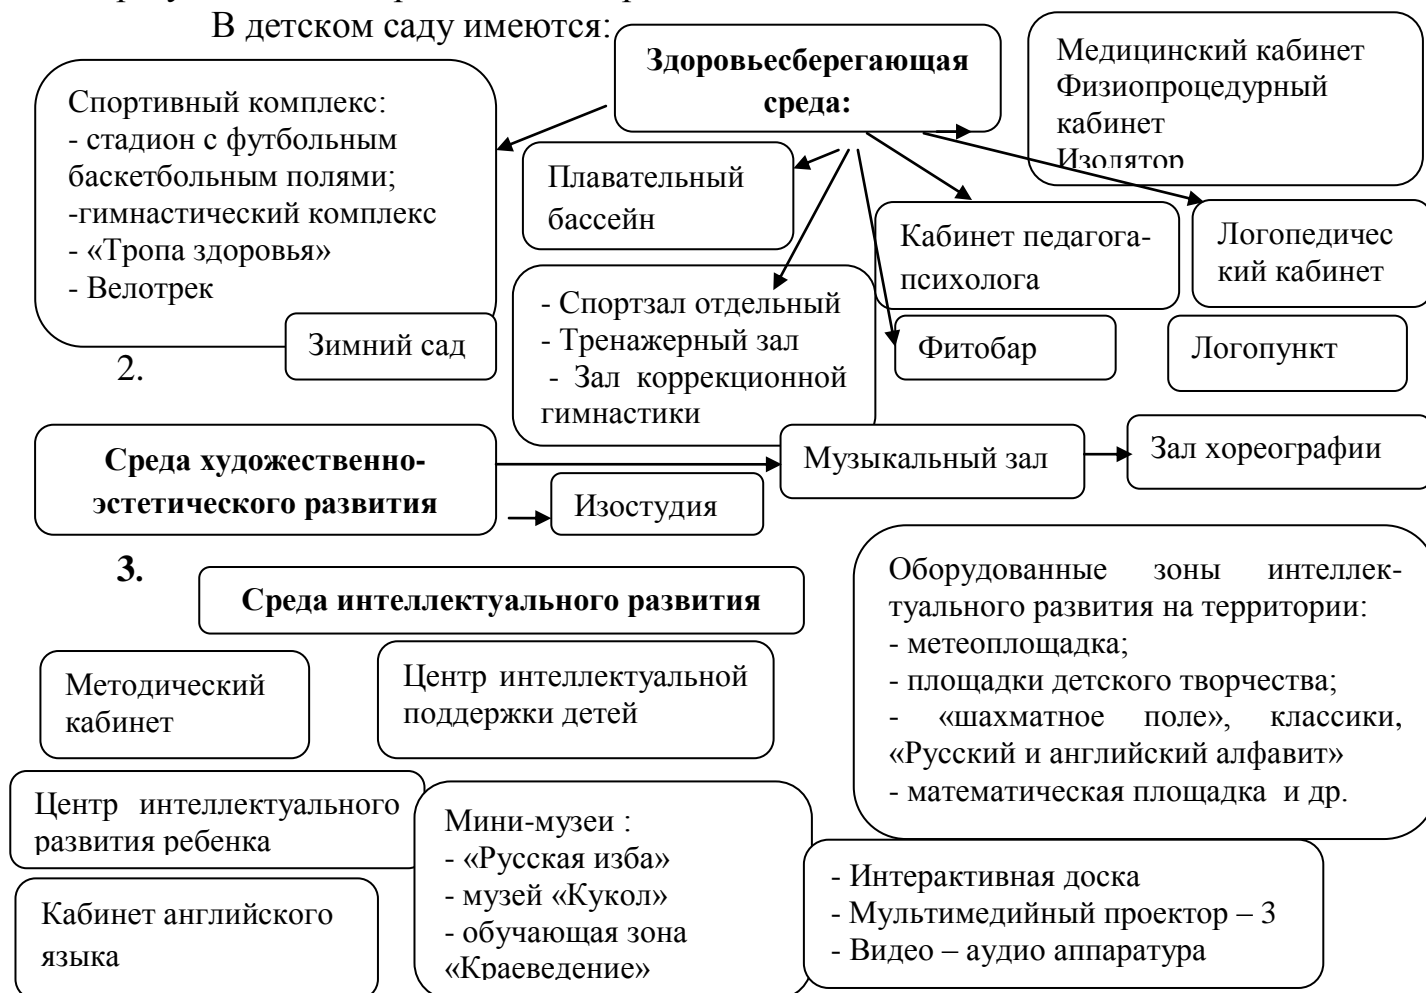 В детском саду имеются:
Здоровьесберегающая
среда:
Медицинский кабинет
Физиопроцедурный
кабинет
Изолятор
Спортивный комплекс:
- стадион с футбольным
баскетбольным полями;
-гимнастический комплекс
- «Тропа здоровья»
- Велотрек
Плавательный
бассейн
Кабинет педагога-
психолога
Логопедичес
кий кабинет
- Спортзал отдельный
- Тренажерный зал
- Зал коррекционной
гимнастики
Зимний сад
Фитобар
Логопункт
2.
Среда художественно-
эстетического развития
Музыкальный зал
Зал хореографии
Изостудия
3.
Среда интеллектуального развития
Оборудованные зоны интеллек-
туального развития на территории:
- метеоплощадка;
- площадки детского творчества;
- «шахматное поле», классики,
«Русский и английский алфавит»
- математическая площадка и др.
Методический
кабинет
Центр интеллектуальной
поддержки детей
Центр интеллектуального
развития ребенка
Мини-музеи :
- «Русская изба»
- музей «Кукол»
- обучающая зона
«Краеведение»
- Интерактивная доска
- Мультимедийный проектор – 3
- Видео – аудио аппаратура
Кабинет английского
языка